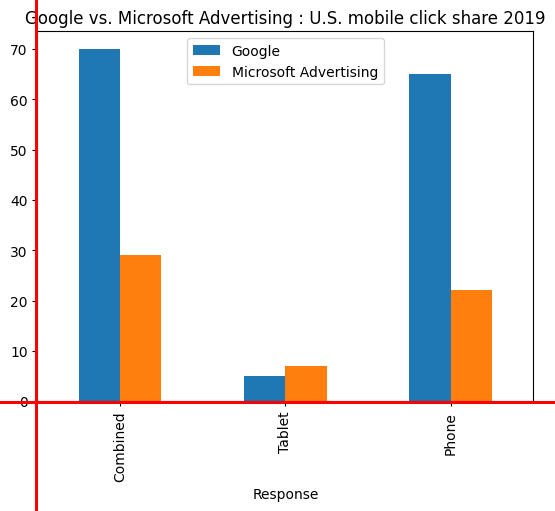 Google vs. Microsoft Advertising : U.S. mobile click share 2019
Google
Microsoft Advertising
70
60
50
40
30
20
10
0
Combined
Tablet
Phone
Response